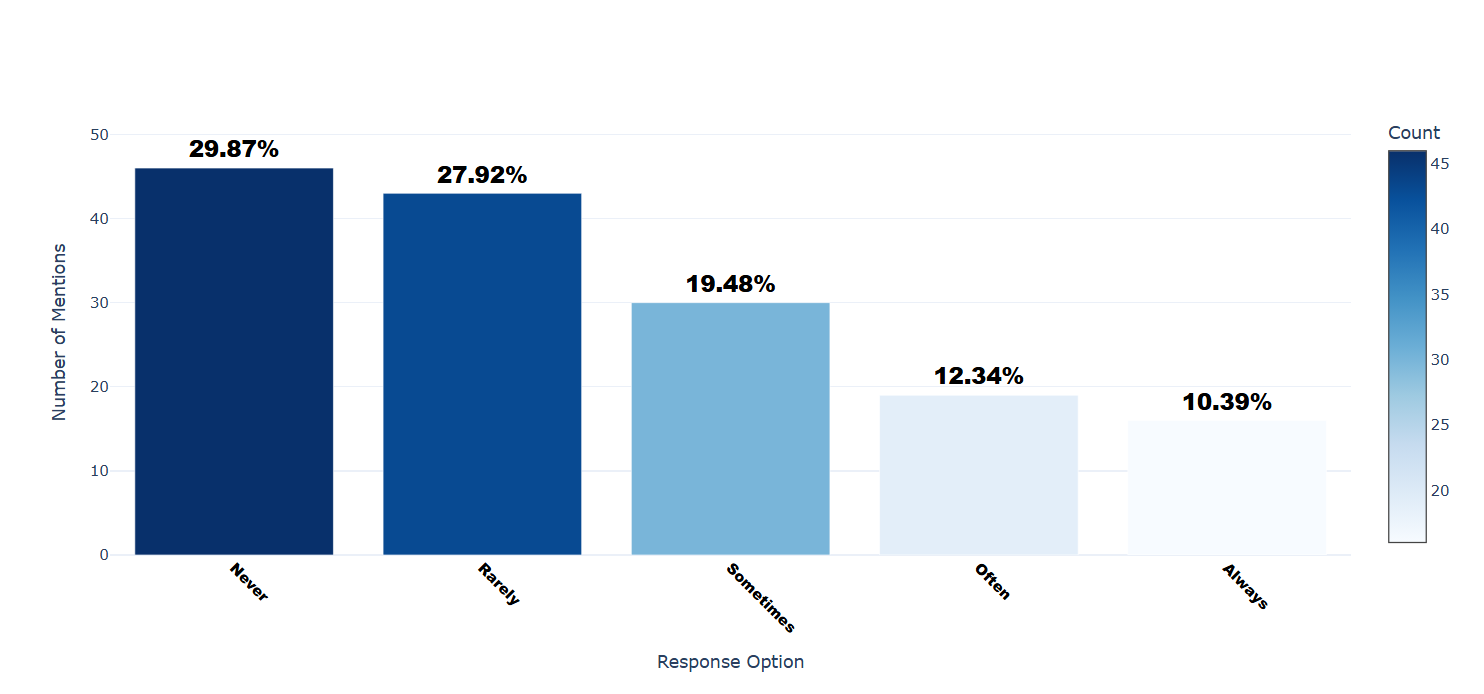 50
40
30
20
10
0
Number of Mentions
29.87%
27.92%
19.48%
12.34%
10.39%
Never
Rarely
Sometimes
Often
Always
Response Option
Count
45
40
35
30
25
20